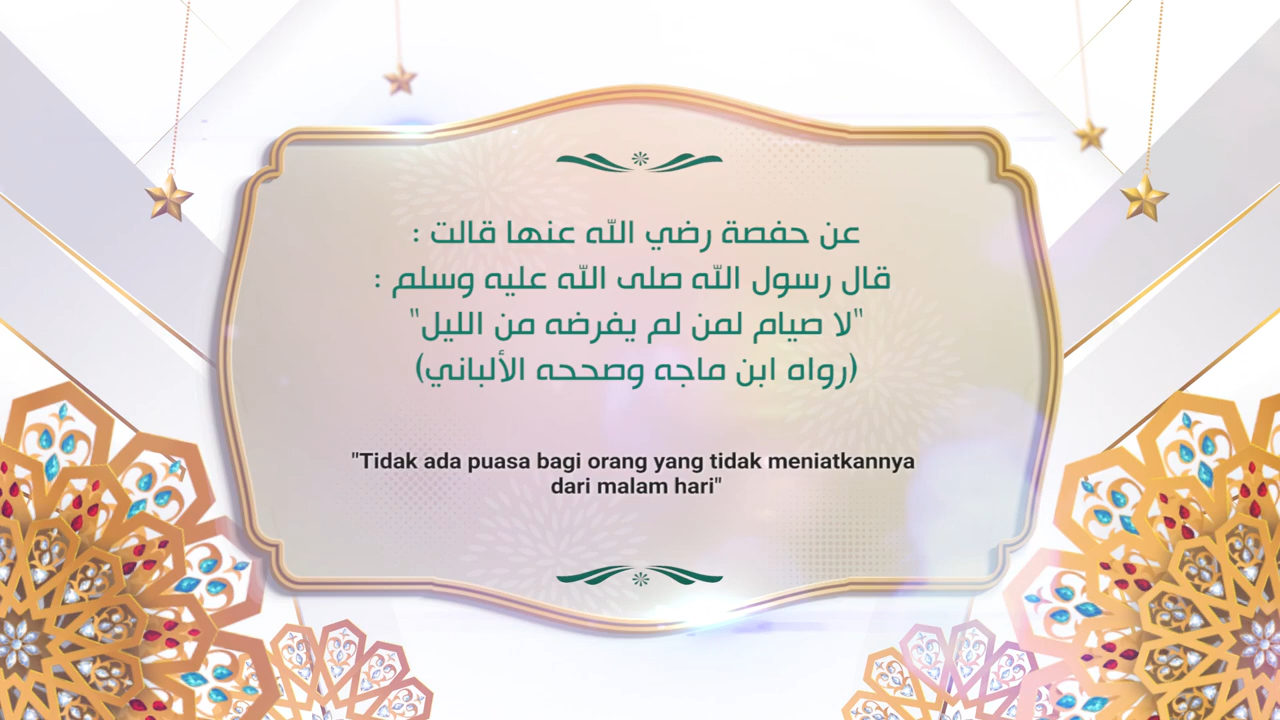 عن حفصة رضي الله عنها قالت :
قال رسول الله صلى الله عليه وسلم :
"لا صيام لمن لم يفرضه من الليل"
(رواه ابن ماجه وصححه الألباني)
"Tidak ada puasa bagi orang yang tidak meniatkannya
dari malam hari"